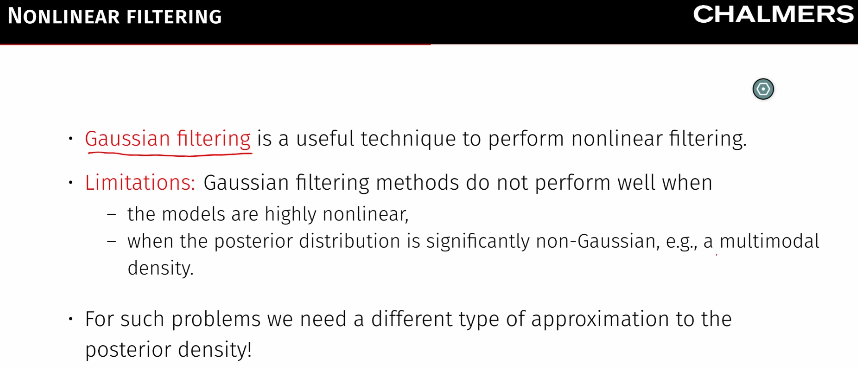 NONLINEAR FILTERING
CHALMERS
· Gaussian filtering is a useful technique to perform nonlinear filtering.
· Limitations: Gaussian filtering methods do not perform well when
– the models are highly nonlinear,
– when the posterior distribution is significantly non-Gaussian, e.g., a multimodal
density.
· For such problems we need a different type of approximation to the
posterior density!